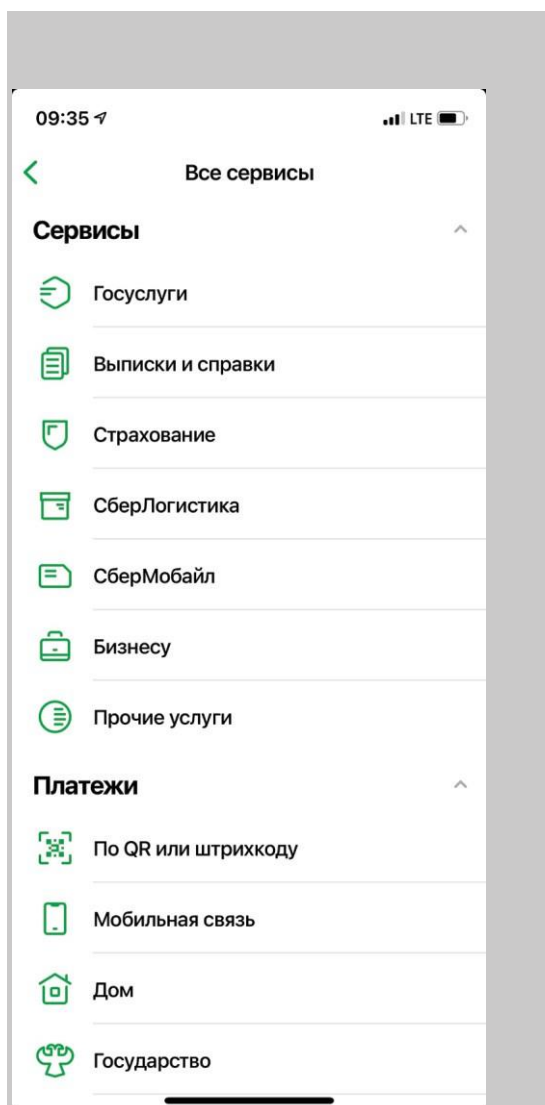 09:35 LTE
Все сервисы
Сервисы
Госуслуги
Выписки и справки
Страхование
СберЛогистика
СберМобайл
Бизнесу
Прочие услуги
Платежи
По QR или штрихкоду
Мобильная связь
Дом
Государство